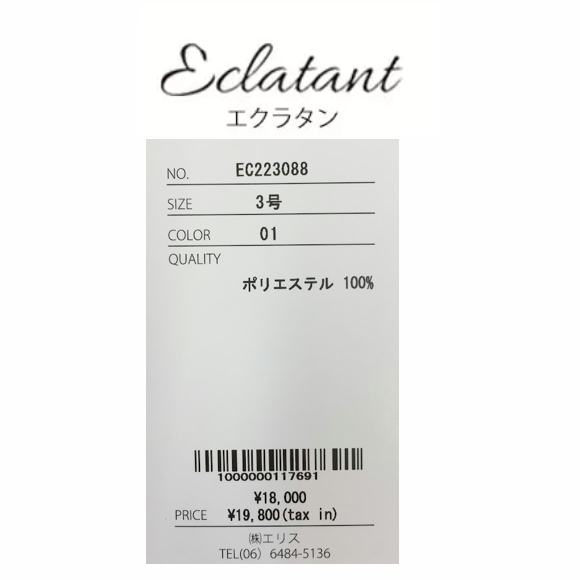 Eclatant
エクラタン
NO. EC223088
SIZE 3号
COLOR 01
QUALITY
ポリエステル 100%
1000000117691
¥18,000
PRICE ¥19,800(tax in)
㈱エリス
TEL(06) 6484-5136